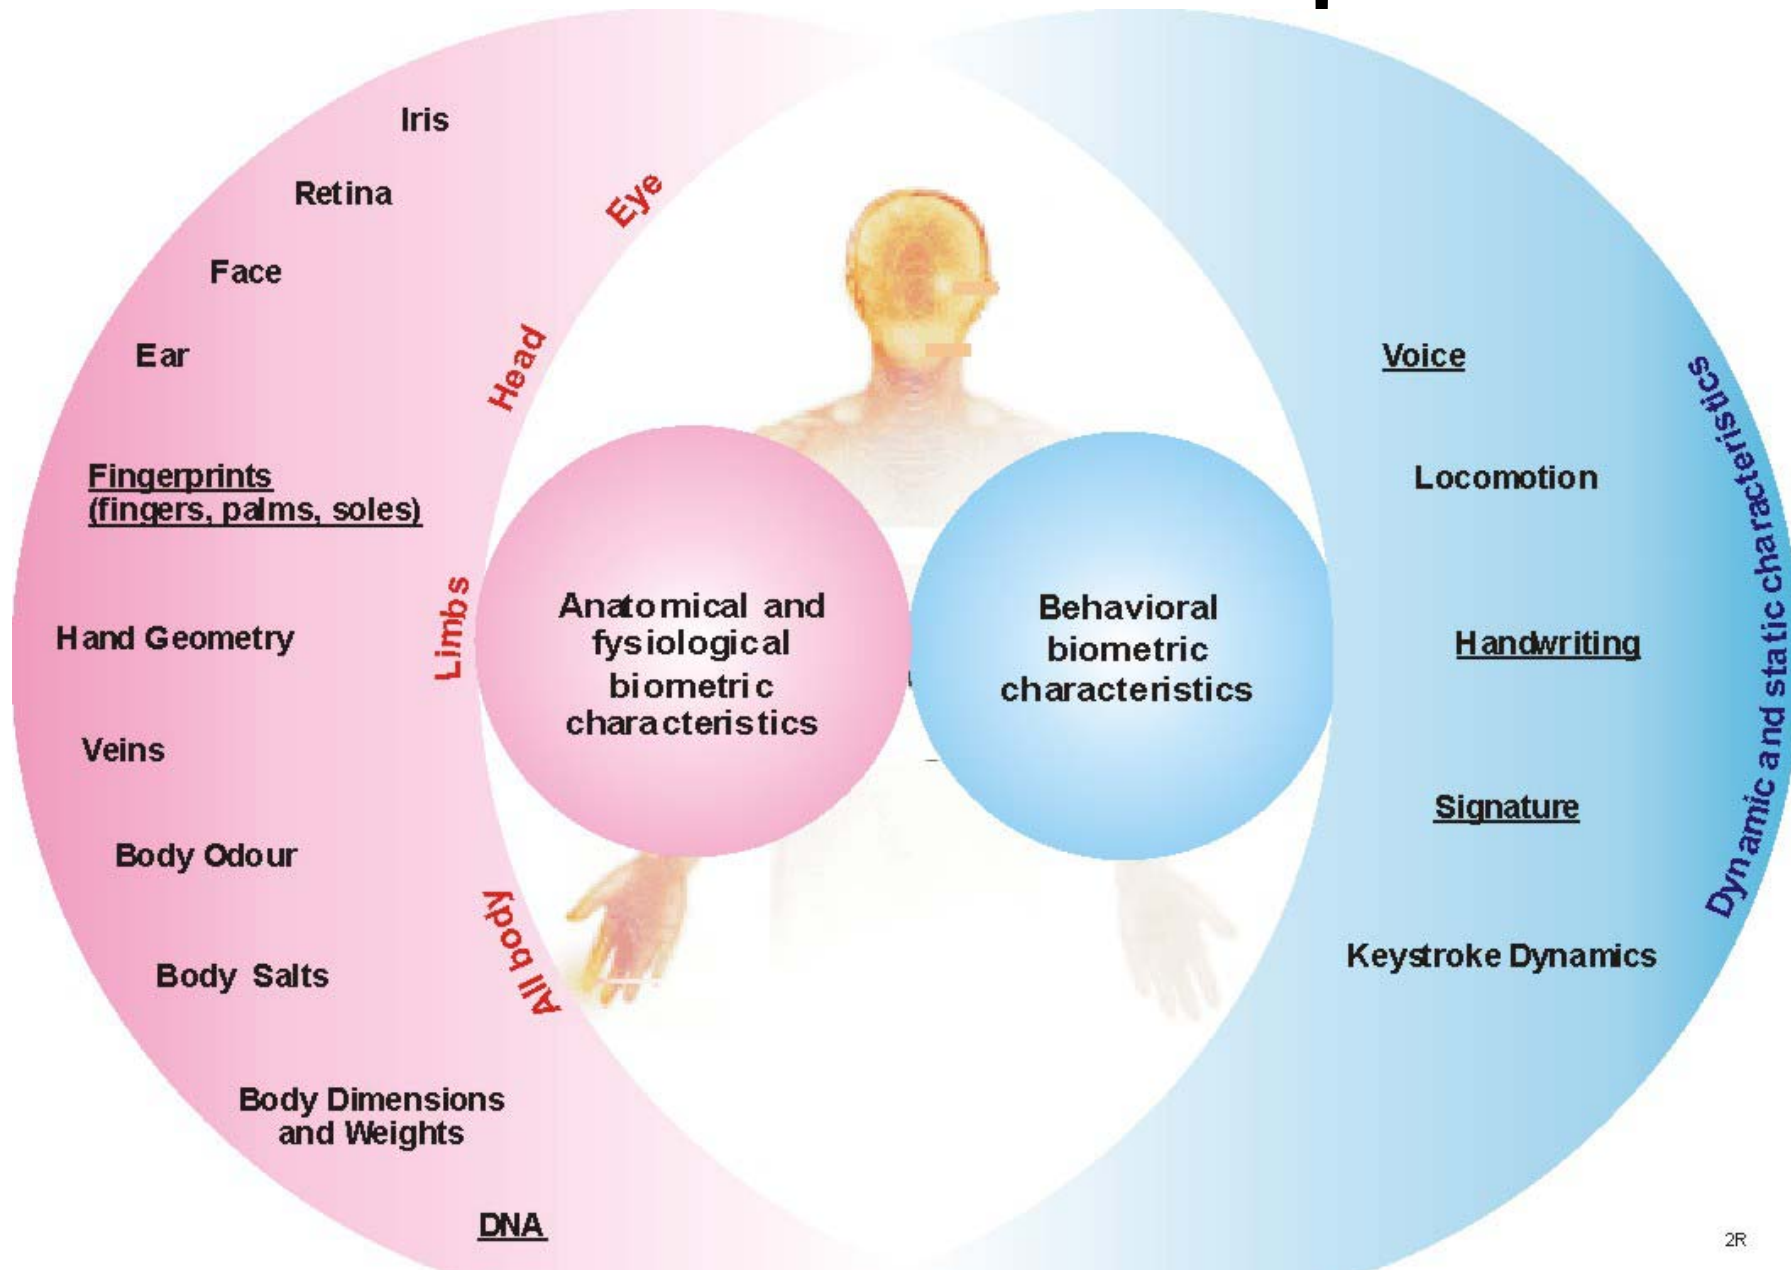 Iris
Retina
Face
Ear
Fingerprints
(fingers, palms, soles)
Hand Geometry
Veins
Body Odour
Body Salts
Body Dimensions
and Weights
DNA
Eye
Head
Limbs
All body
Anatomical and
fysiological
biometric
characteristics
Behavioral
biometric
characteristics
Voice
Locomotion
Handwriting
Signature
Keystroke Dynamics
Dynamic and static characteristics
2R